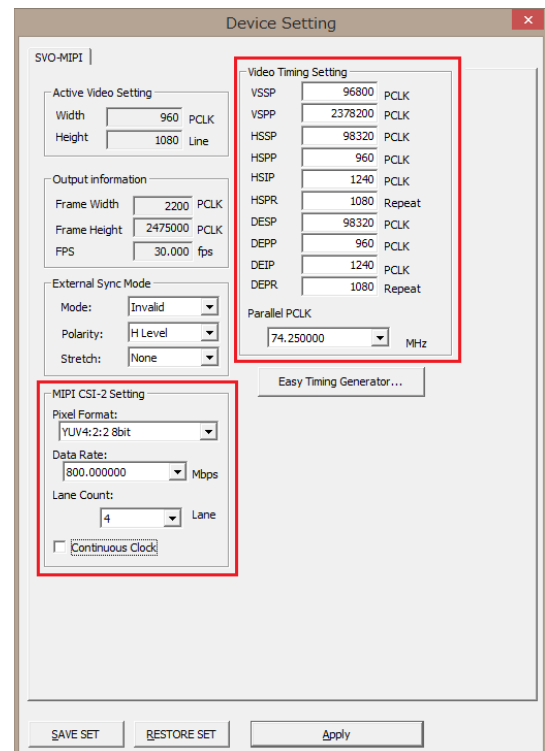 Device Setting
SVO-MIPI
Active Video Setting
Width 960 PCLK
Height 1080 Line
Output information
Frame Width 2200 PCLK
Frame Height 2475000 PCLK
FPS 30.000 fps
External Sync Mode
Mode: Invalid
Polarity: H Level
Stretch: None
MIPI CSI-2 Setting
Pixel Format:
YUV4:2:2 8bit
Data Rate:
800.000000 Mbps
Lane Count:
4 Lane
Continuous Clock
Video Timing Setting
VSSP 96800 PCLK
VSPP 2378200 PCLK
HSSP 98320 PCLK
HSPP 960 PCLK
HSIP 1240 PCLK
HSPR 1080 Repeat
DESP 98320 PCLK
DEPP 960 PCLK
DEIP 1240 PCLK
DEPR 1080 Repeat
Parallel PCLK
74.250000 MHz
Easy Timing Generator...
SAVE SET RESTORE SET Apply